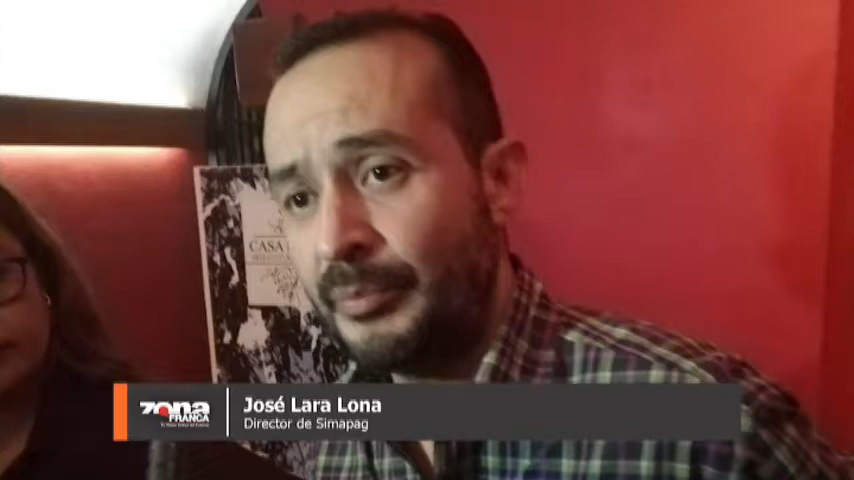 CASA
ZONA
FRANCA
José Lara Lona
Director de Simapag